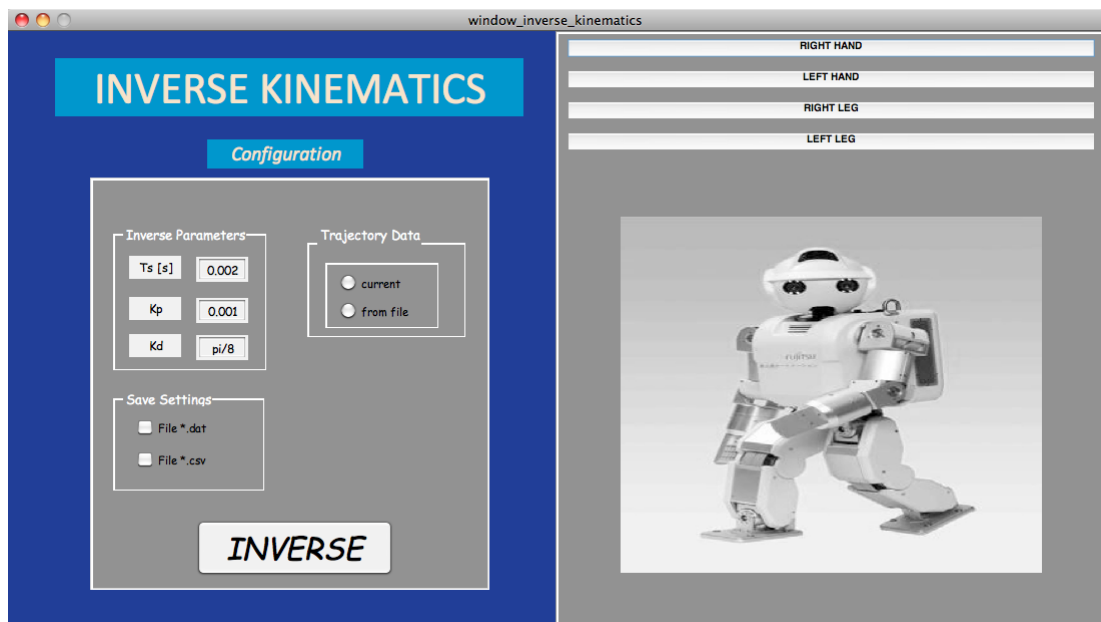 window_inverse_kinematics
INVERSE KINEMATICS
Configuration
Inverse Parameters
Ts [s] 0.002
Kp 0.001
Kd pi/8
Trajectory Data
current
from file
Save Settings
File *.dat
File *.csv
INVERSE
RIGHT HAND
LEFT HAND
RIGHT LEG
LEFT LEG
FUJITSU